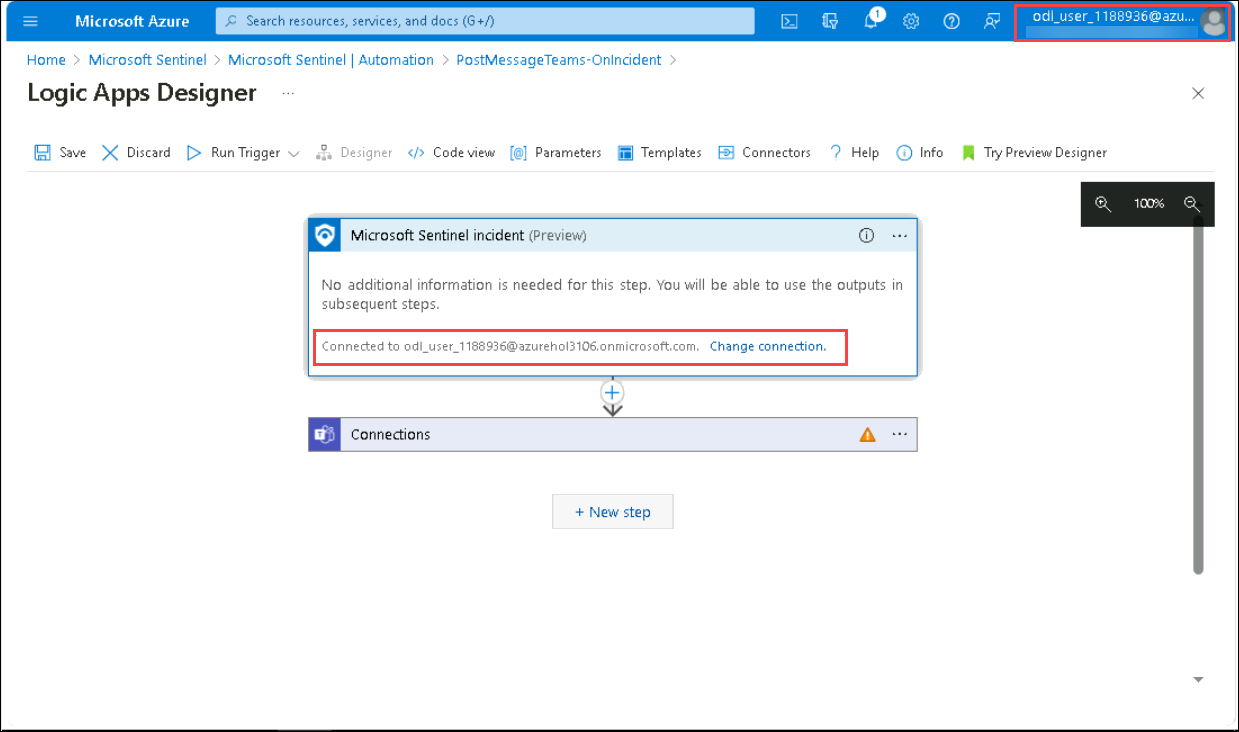 Microsoft Azure
Search resources, services, and docs (G+/)
1
odl_user_1188936@azu...
Home > Microsoft Sentinel > Microsoft Sentinel | Automation > PostMessageTeams-OnIncident >
Logic Apps Designer ...
Save Discard Run Trigger Designer Code view Parameters Templates Connectors Help Info Try Preview Designer
100%
Microsoft Sentinel incident (Preview)
No additional information is needed for this step. You will be able to use the outputs in
subsequent steps.
Connected to odl_user_1188936@azurehol3106.onmicrosoft.com. Change connection.
Connections
+ New step